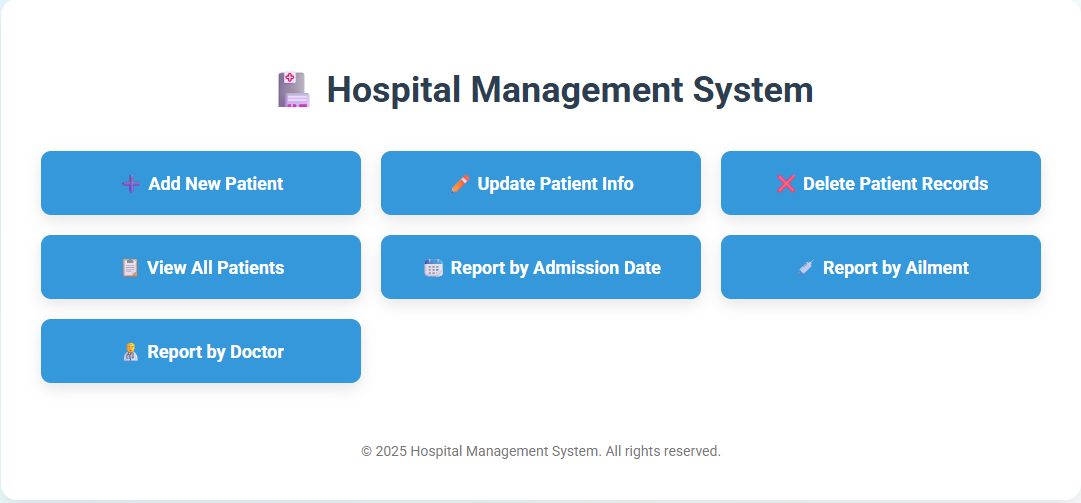 Hospital Management System
Add New Patient
Update Patient Info
Delete Patient Records
View All Patients
Report by Admission Date
Report by Ailment
Report by Doctor
© 2025 Hospital Management System. All rights reserved.